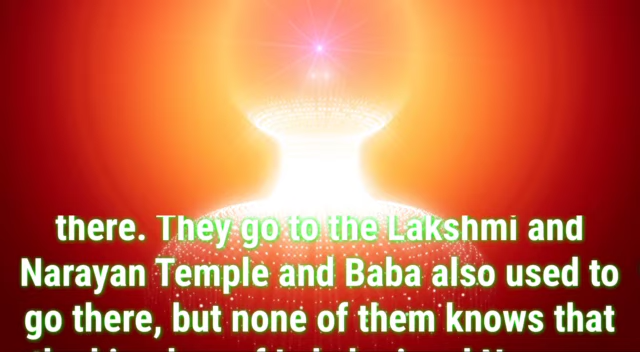 there. They go to the Lakshmi and
Narayan Temple and Baba also used to
go there, but none of them knows that